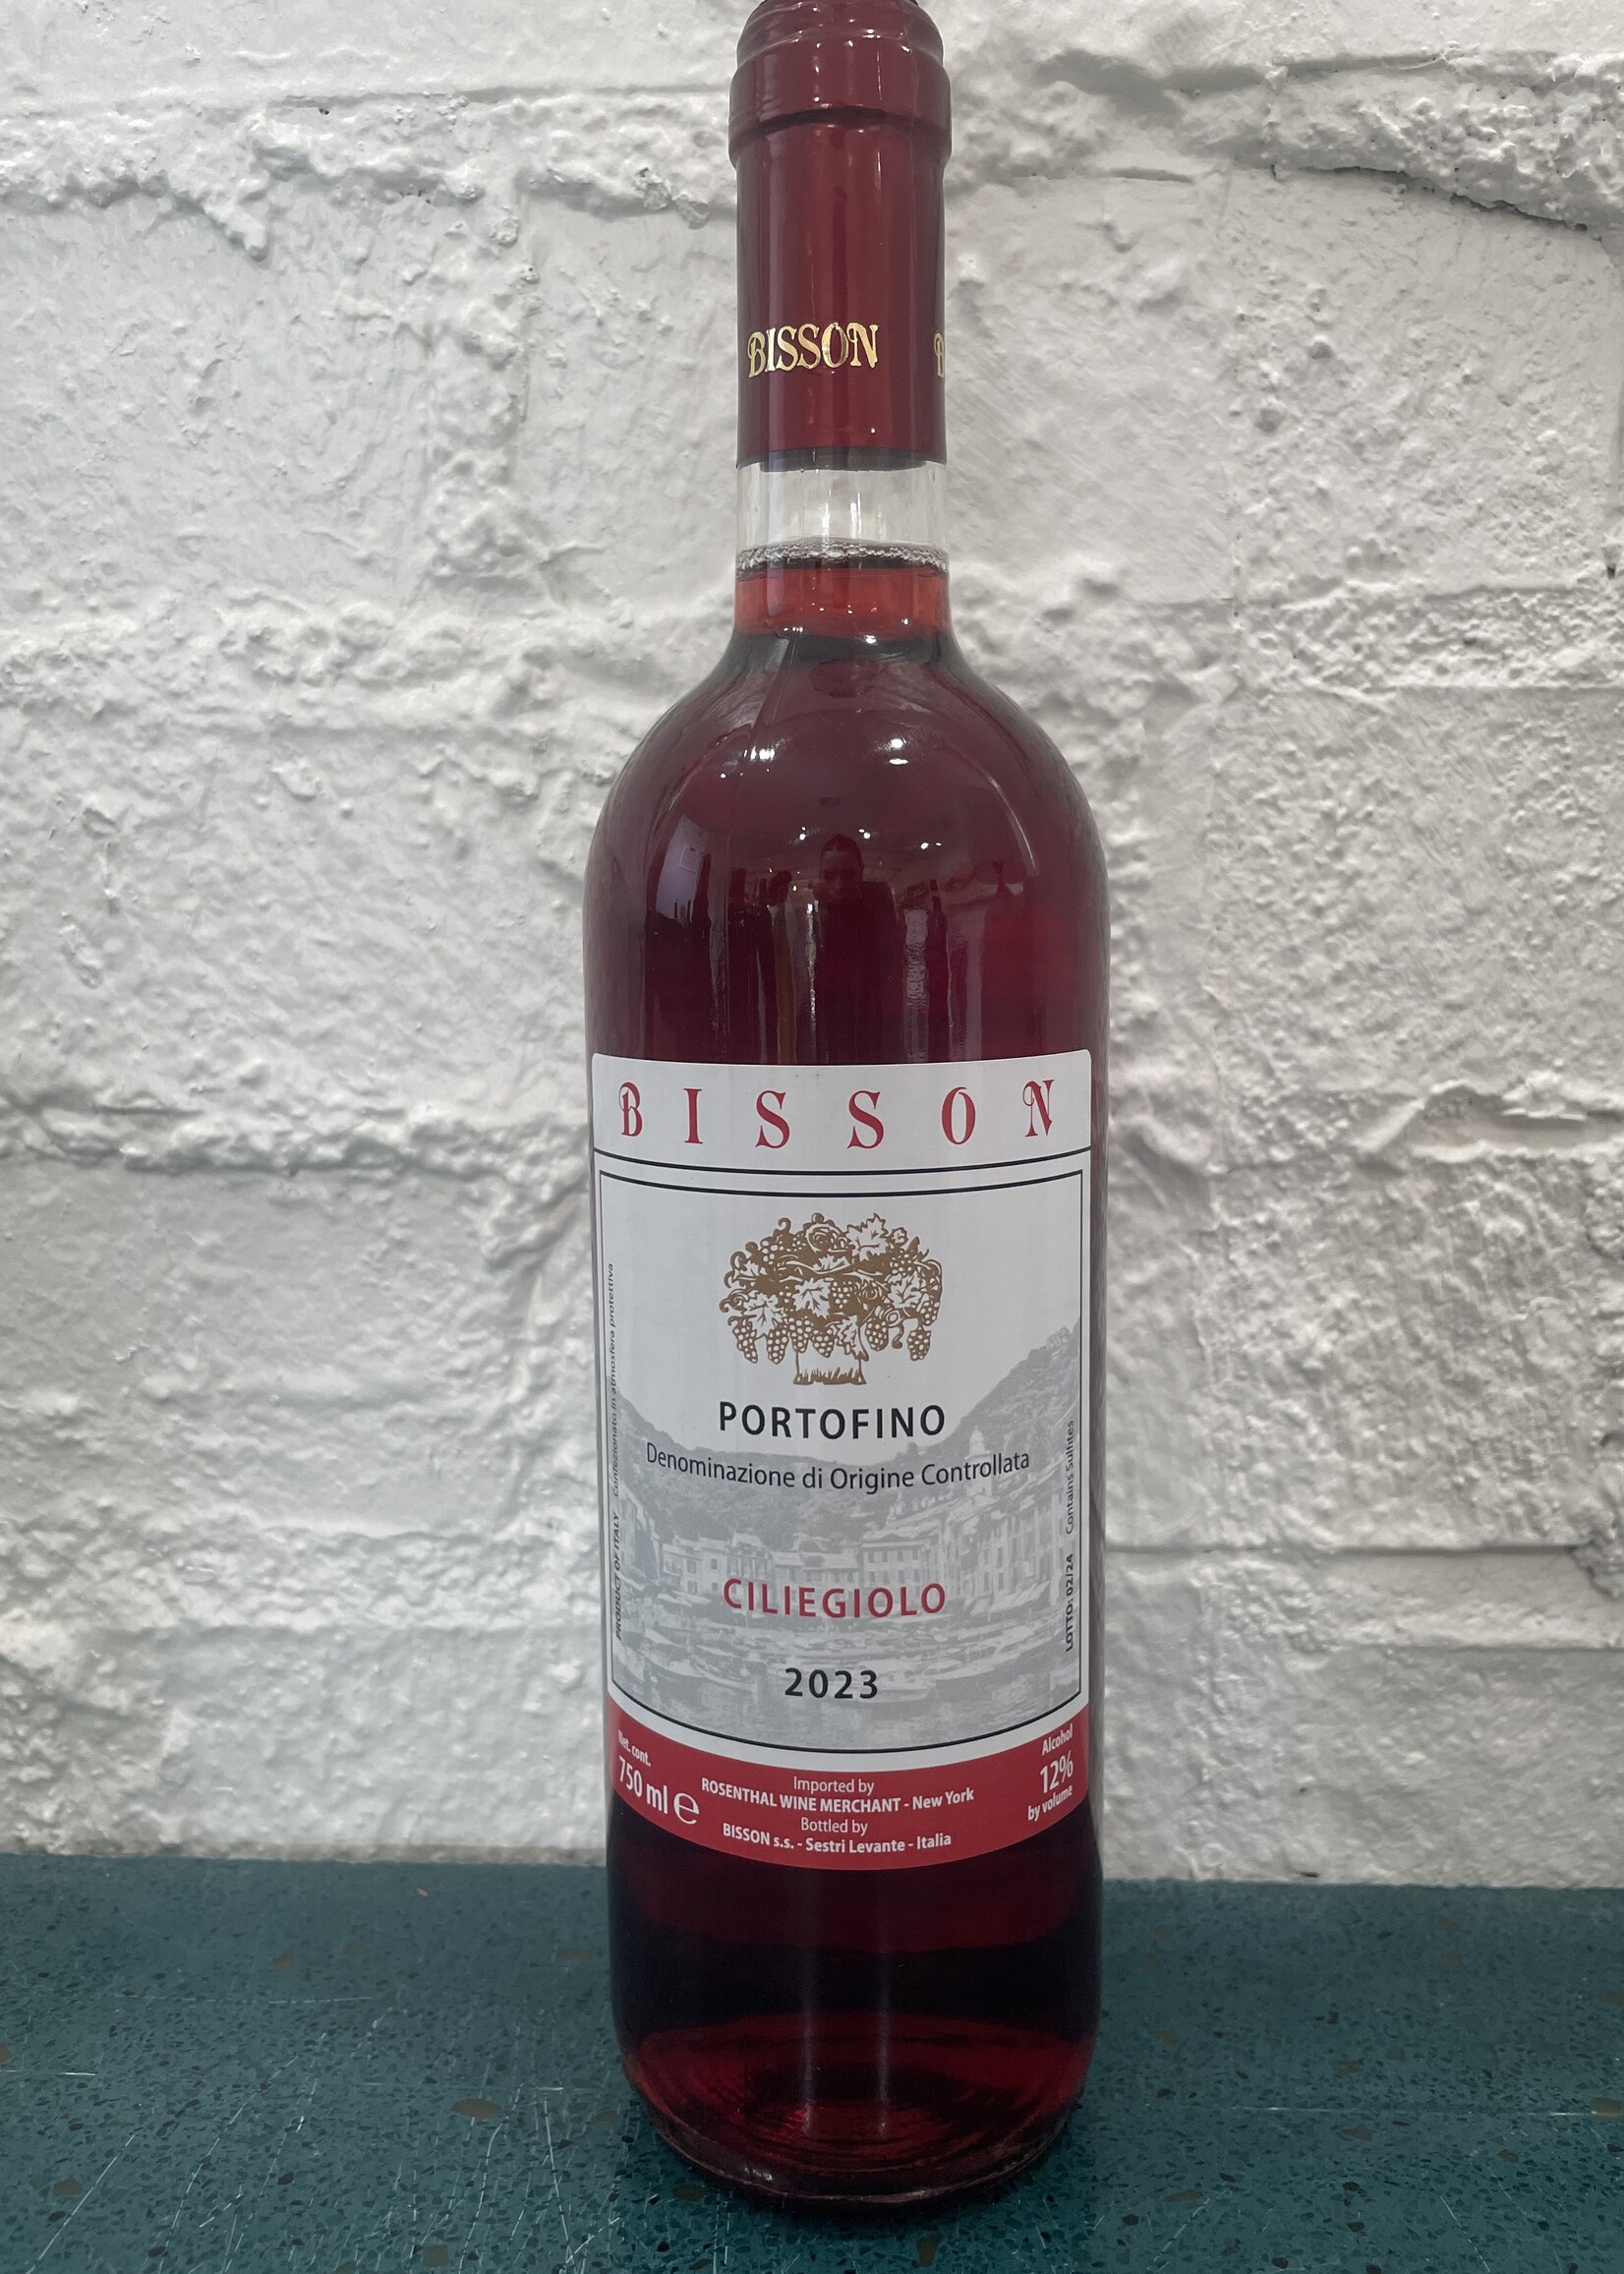 BISSON
B
BISSON
PORTOFINO
Denominazione di Origine Controllata
CILIEGIOLO
2023
PRODUCT OF ITALY Confezionato in atmosfera protettiva
LOTTO: 02/24 Contains Sulfites
Net. cont.
750 ml ℮
Imported by
ROSENTHAL WINE MERCHANT - New York
Bottled by
BISSON s.s. - Sestri Levante - Italia
Alcohol
12%
by volume